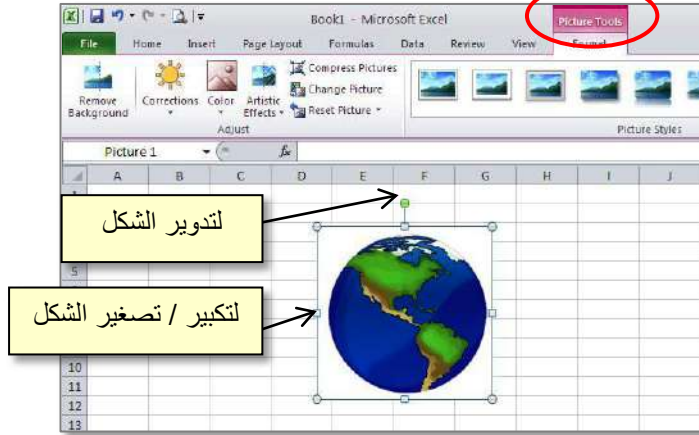 Book1 - Microsoft Excel
Picture Tools
File Home Insert Page Layout Formulas Data Review View Format
Remove Background
Corrections
Color
Artistic Effects
Compress Pictures
Change Picture
Reset Picture
Adjust
Picture Styles
Picture 1
fx
A B C D E F G H I J
لتدوير الشكل
5
لتكبير / تصغير الشكل
10
11
12
13